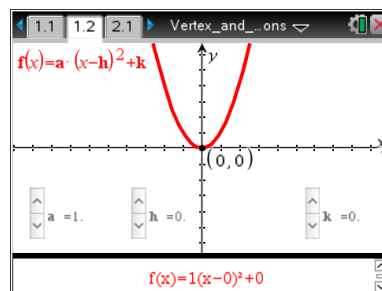 1.1 1.2 2.1 Vertex_and_...ons
f(x)=a·(x-h)²+k
y
x
(0,0)
a =1. h =0. k =0.
f(x)=1(x-0)²+0